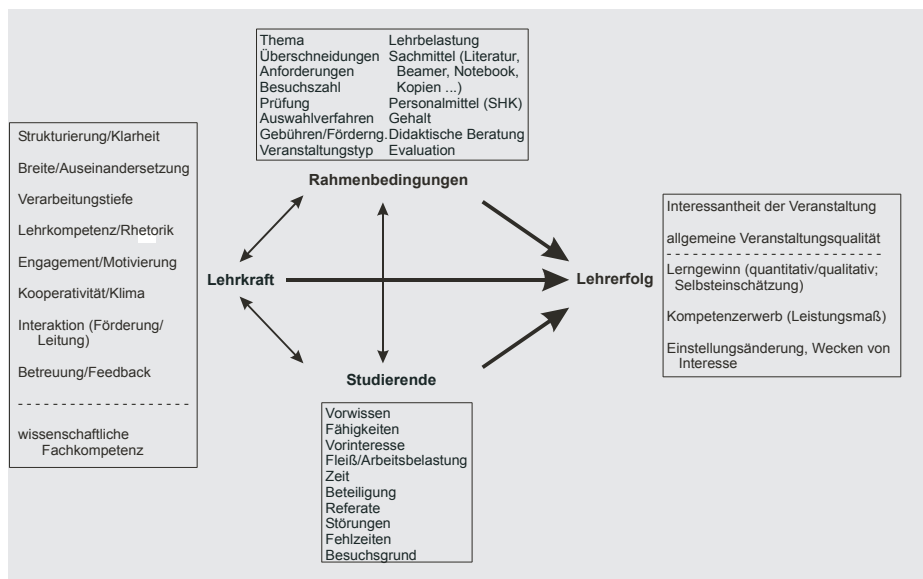 Thema Lehrbelastung
Überschneidungen Sachmittel (Literatur,
Anforderungen Beamer, Notebook,
Besuchszahl Kopien ...)
Prüfung Personalmittel (SHK)
Auswahlverfahren Gehalt
Gebühren/Förderng. Didaktische Beratung
Veranstaltungstyp Evaluation
Rahmenbedingungen
Strukturierung/Klarheit
Breite/Auseinandersetzung
Verarbeitungstiefe
Lehrkompetenz/Rhetorik
Engagement/Motivierung
Kooperativität/Klima
Interaktion (Förderung/
Leitung)
Betreuung/Feedback
wissenschaftliche
Fachkompetenz
Lehrkraft
Lehrerfolg
Interessantheit der Veranstaltung
allgemeine Veranstaltungsqualität
Lerngewinn (quantitativ/qualitativ;
Selbsteinschätzung)
Kompetenzerwerb (Leistungsmaß)
Einstellungsänderung, Wecken von
Interesse
Studierende
Vorwissen
Fähigkeiten
Vorinteresse
Fleiß/Arbeitsbelastung
Zeit
Beteiligung
Referate
Störungen
Fehlzeiten
Besuchsgrund